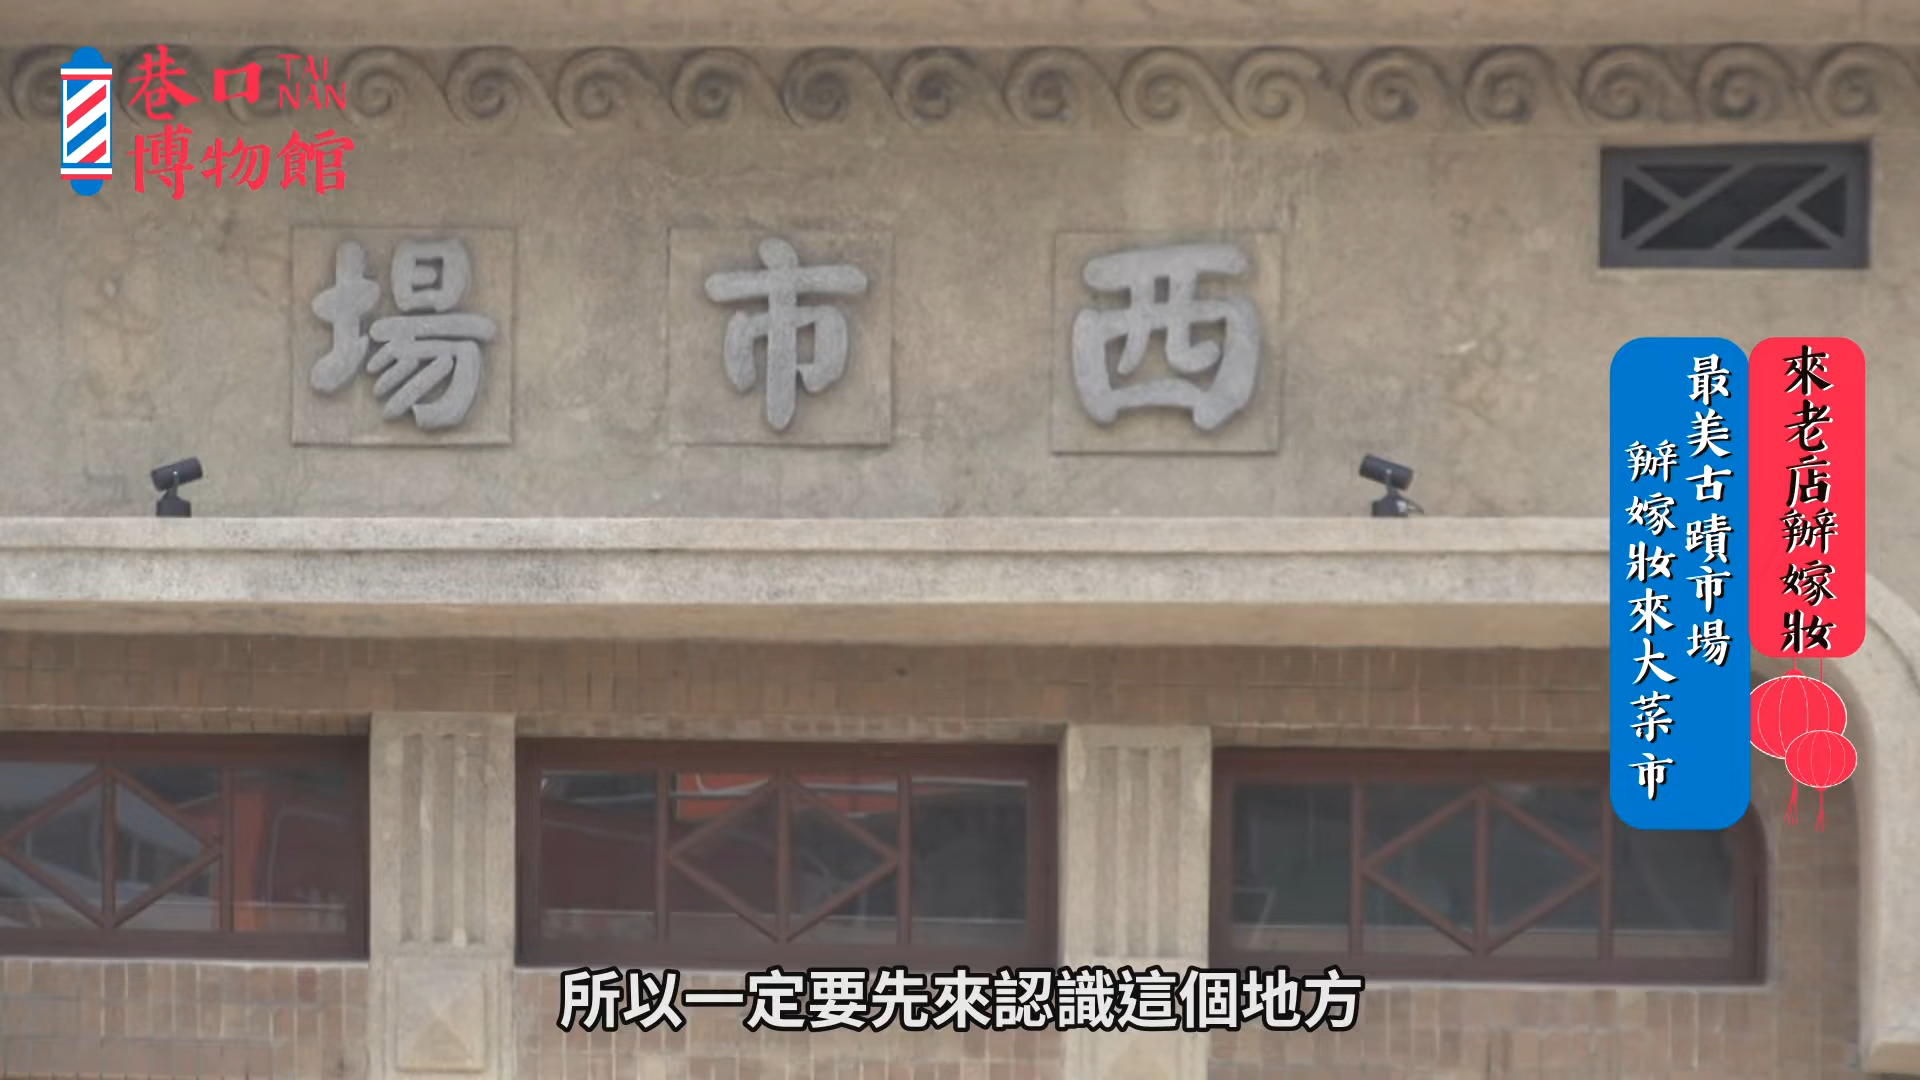 巷口 TAI
NAN
博物館
西市場
來老店辦嫁妝
最美古蹟市場
辦嫁妝來大菜市
所以一定要先來認識這個地方